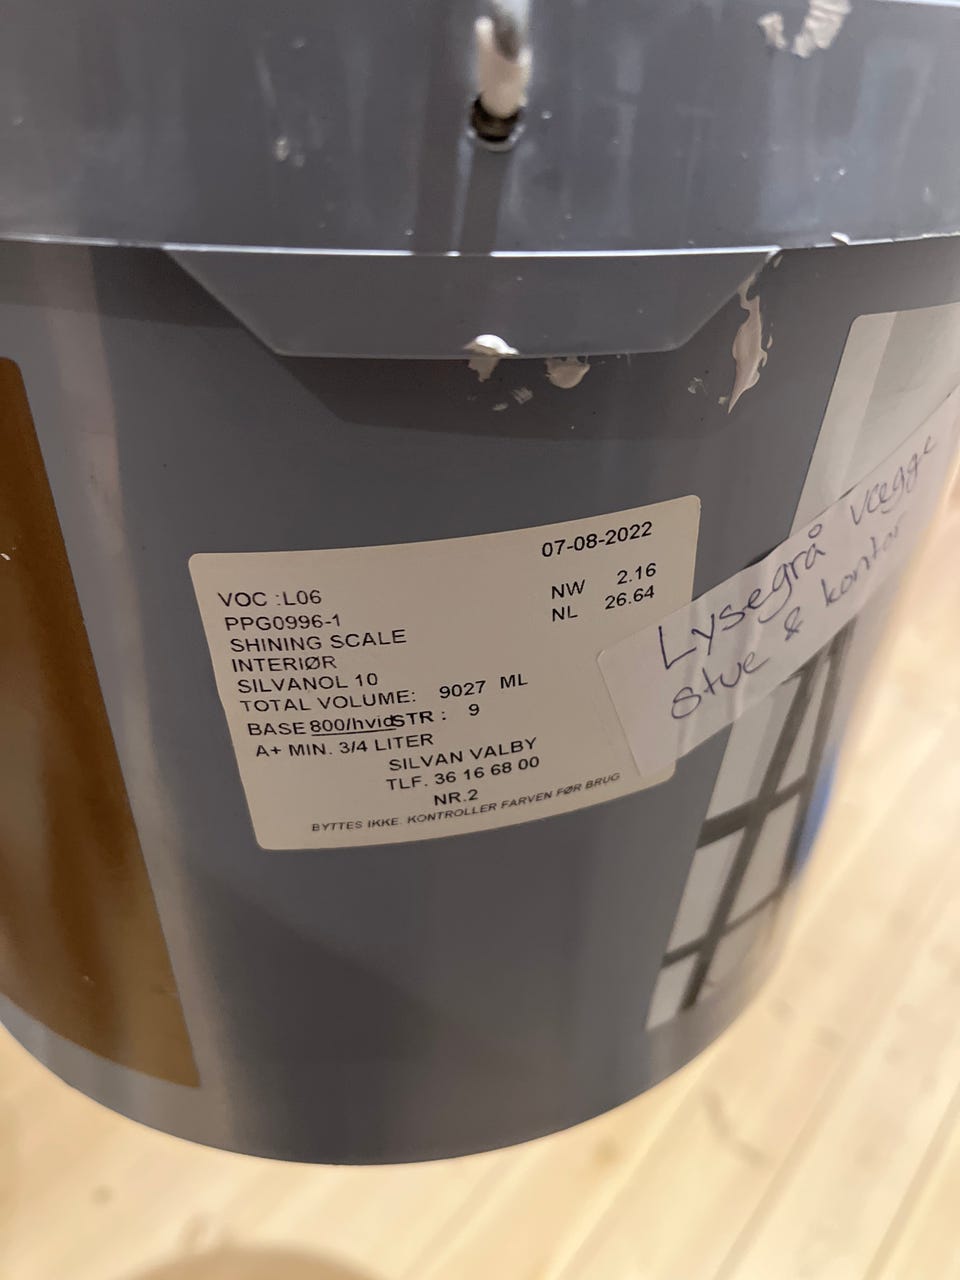 07-08-2022
VOC :L06
NW 2.16
PPG0996-1
NL 26.64
SHINING SCALE
INTERIØR
SILVANOL 10
TOTAL VOLUME: 9027 ML
BASE 800/hvid STR : 9
A+ MIN. 3/4 LITER
SILVAN VALBY
TLF. 36 16 68 00
NR.2
BYTTES IKKE. KONTROLLER FARVEN FØR BRUG
Lysegrå vægge
stue & kontor